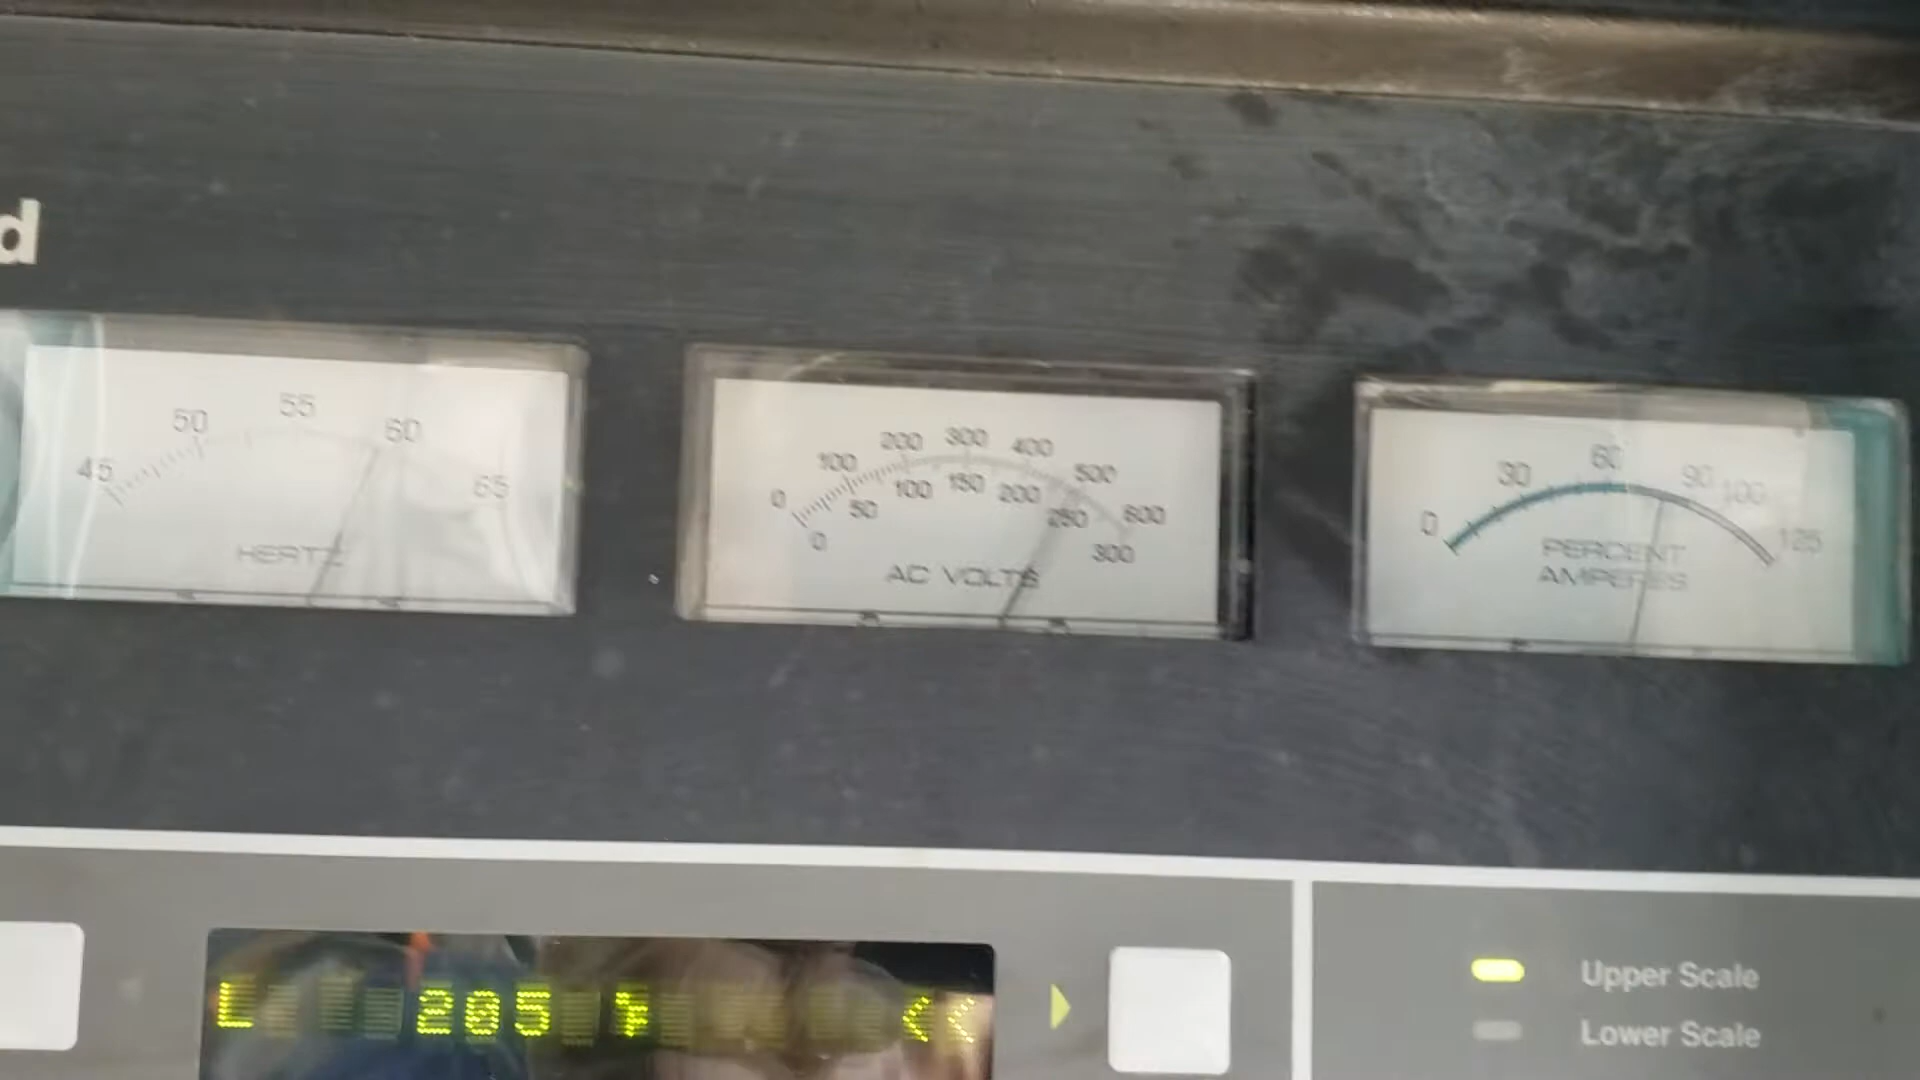 d
45 50 55 60 65
HERTZ
0 100 200 300 400 500 600
0 50 100 150 200 250 300
AC VOLTS
0 30 60 90 100 125
PERCENT
AMPERES
L 205 F <<
Upper Scale
Lower Scale